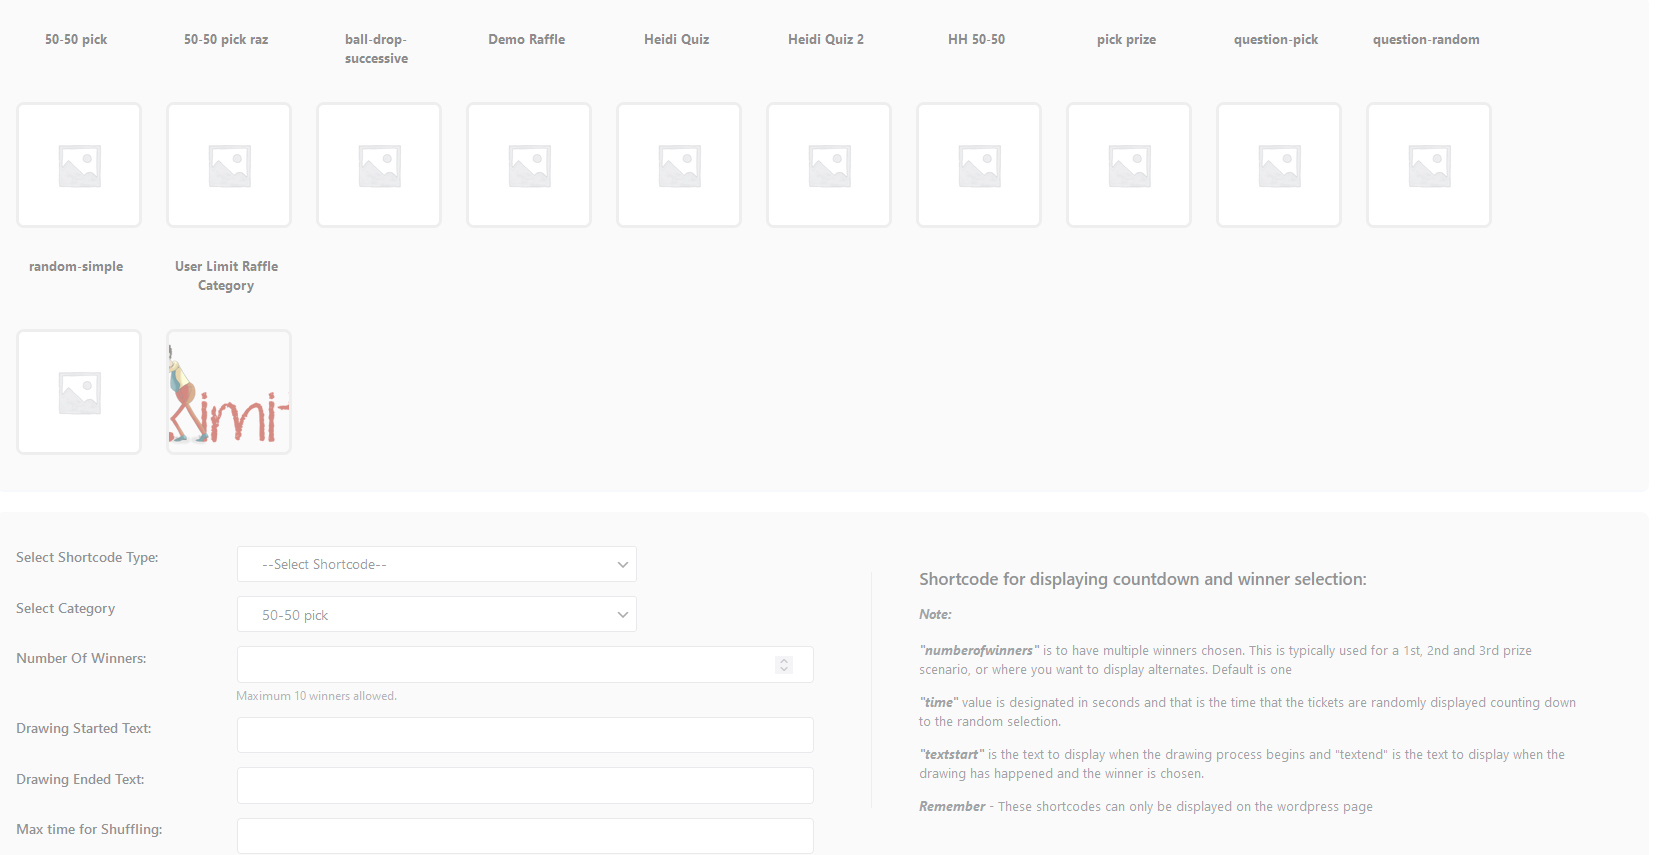 50-50 pick
50-50 pick raz
ball-drop-
successive
Demo Raffle
Heidi Quiz
Heidi Quiz 2
HH 50-50
pick prize
question-pick
question-random
random-simple
User Limit Raffle
Category
imit
Select Shortcode Type:
--Select Shortcode--
Select Category
50-50 pick
Number Of Winners:
Maximum 10 winners allowed.
Drawing Started Text:
Drawing Ended Text:
Max time for Shuffling:
Shortcode for displaying countdown and winner selection:
Note:
"numberofwinners" is to have multiple winners chosen. This is typically used for a 1st, 2nd and 3rd prize
scenario, or where you want to display alternates. Default is one
"time" value is designated in seconds and that is the time that the tickets are randomly displayed counting down
to the random selection.
"textstart" is the text to display when the drawing process begins and "textend" is the text to display when the
drawing has happened and the winner is chosen.
Remember - These shortcodes can only be displayed on the wordpress page